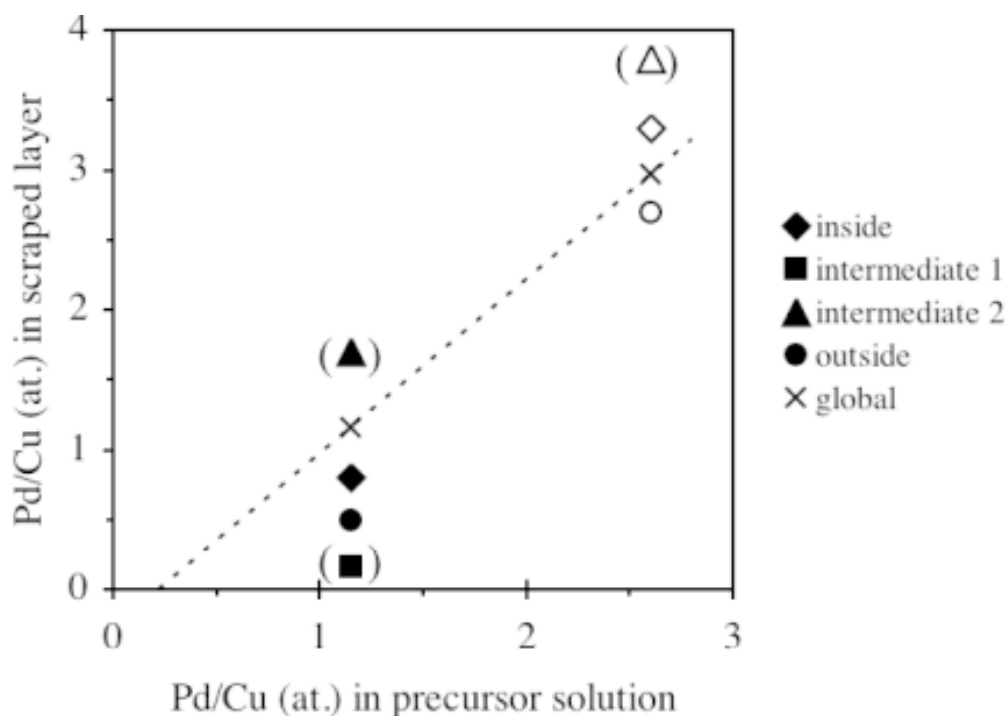 Pd/Cu (at.) in scraped layer
4
3
2
1
0
( )
( )
( )
0 1 2 3
Pd/Cu (at.) in precursor solution
inside
intermediate 1
intermediate 2
outside
global